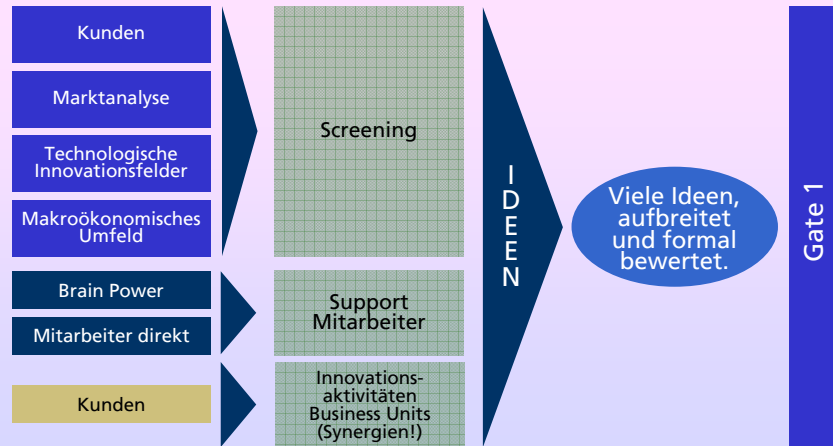 Kunden
Marktanalyse
Technologische
Innovationsfelder
Makroökonomisches
Umfeld
Brain Power
Mitarbeiter direkt
Kunden
Screening
Support
Mitarbeiter
Innovations-
aktivitäten
Business Units
(Synergien!)
IDEEN
Viele Ideen,
aufbreitet
und formal
bewertet.
Gate 1